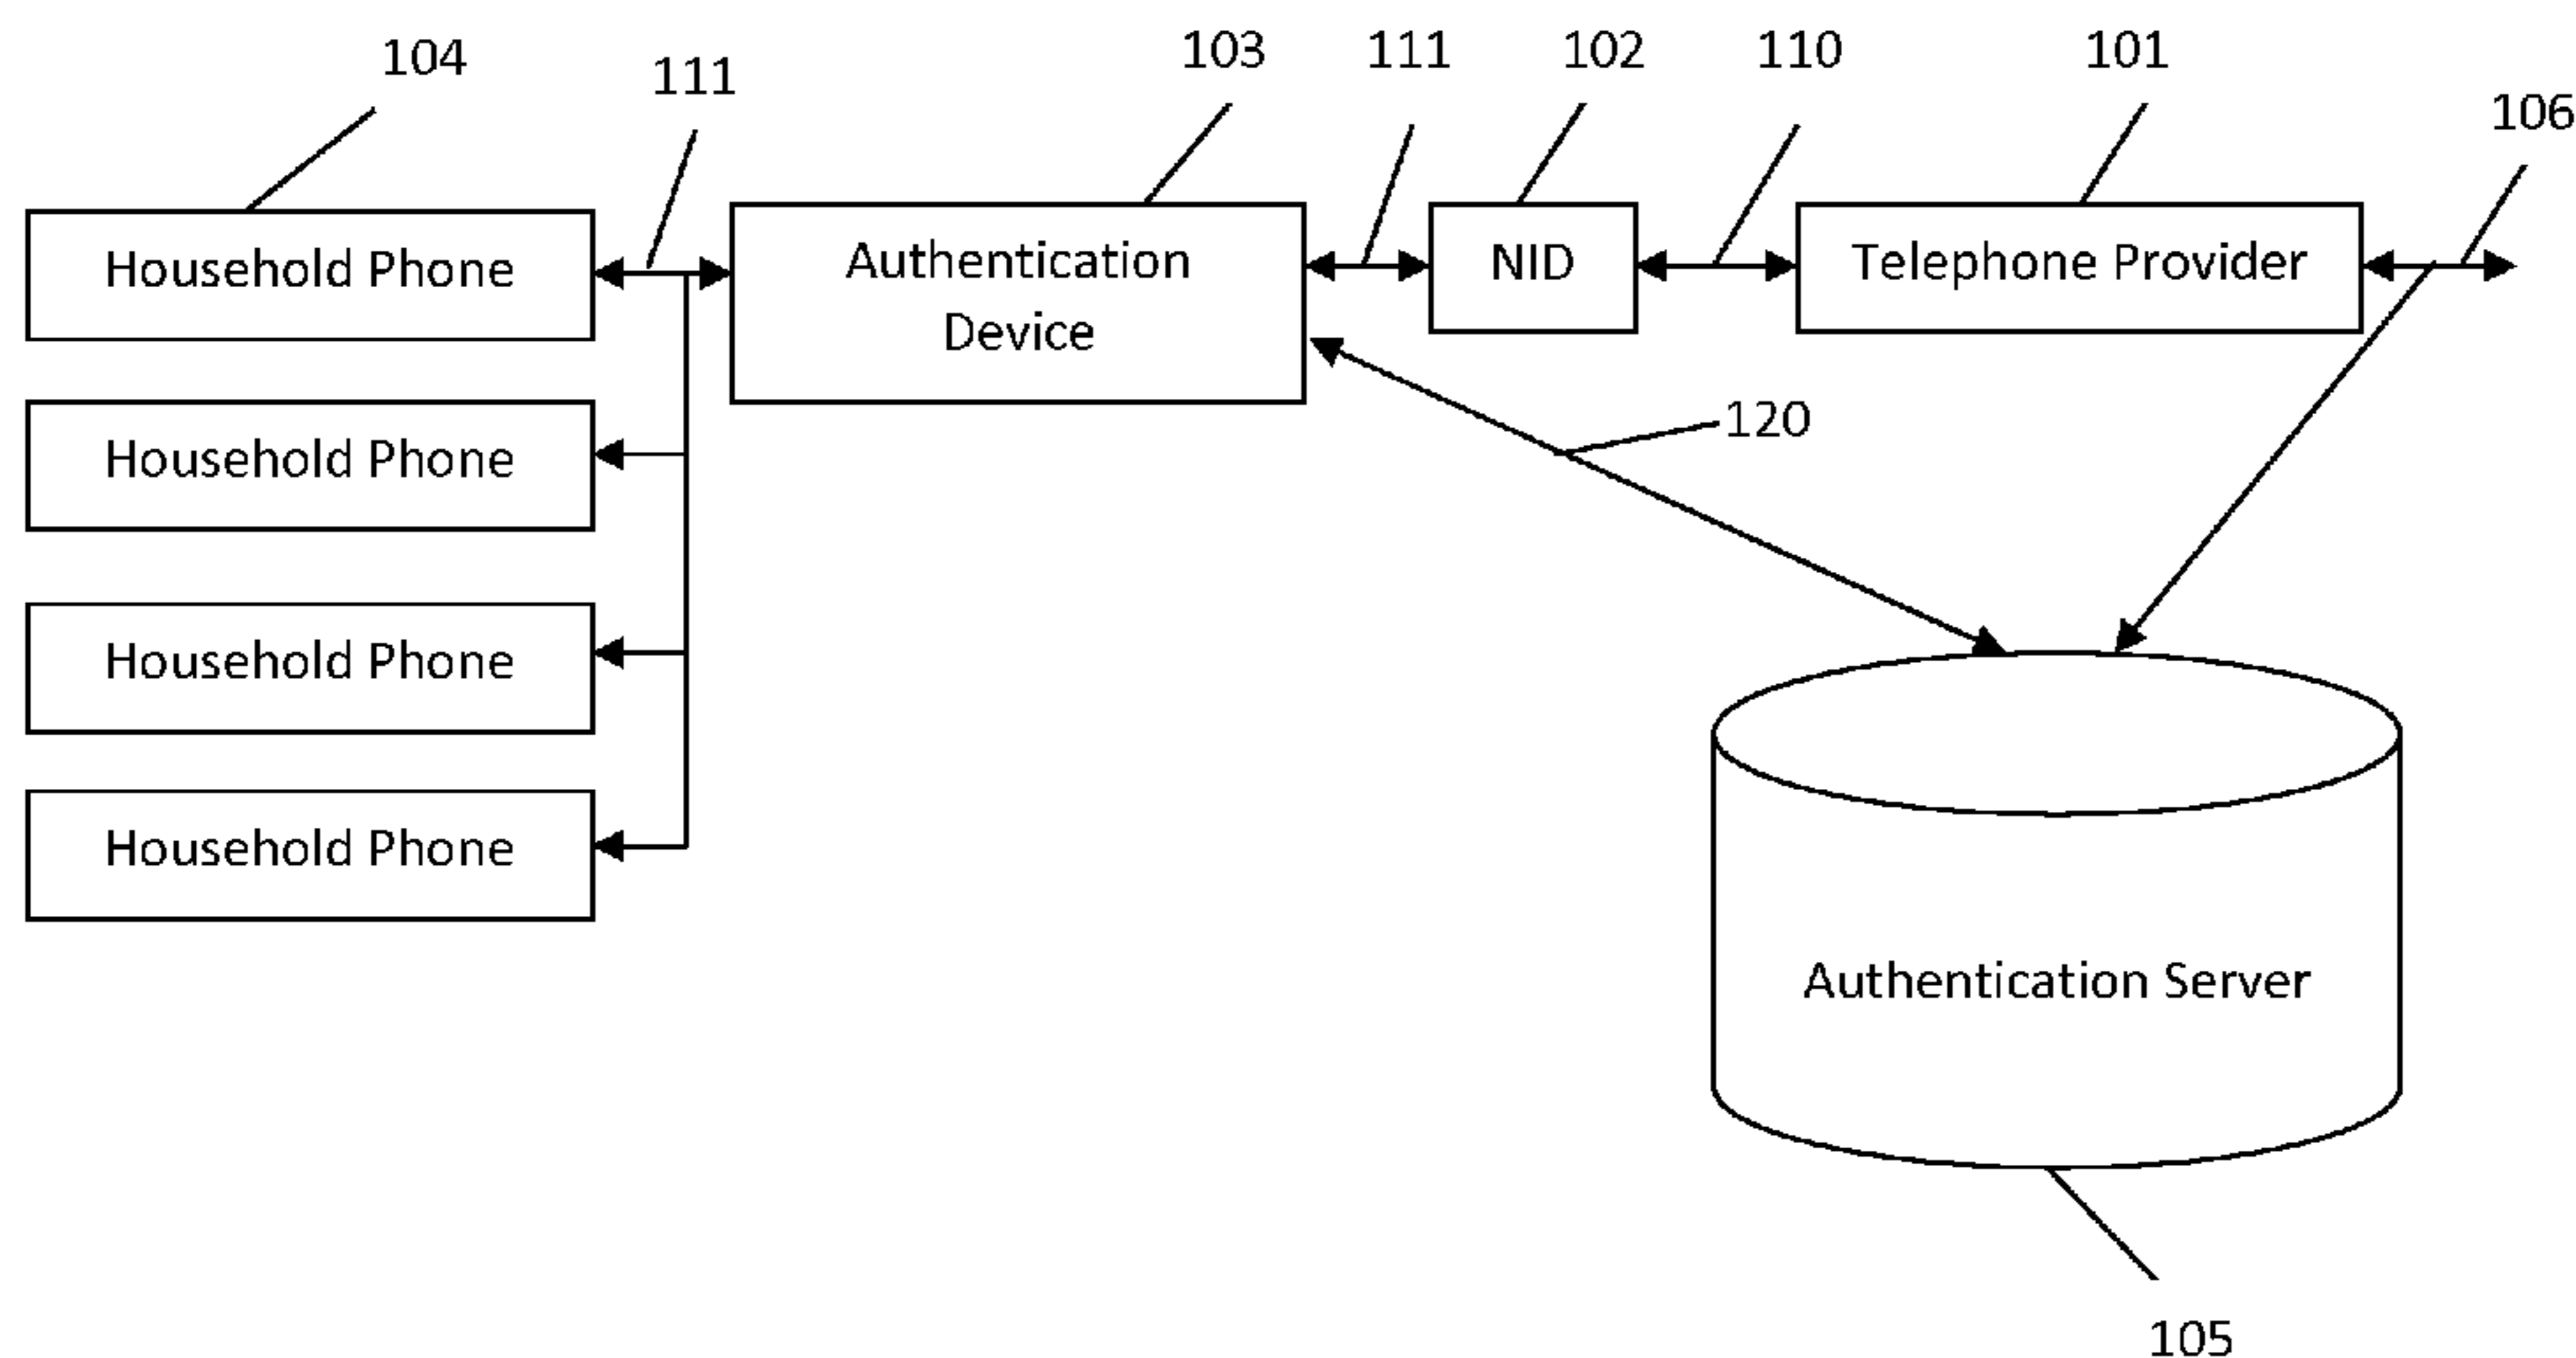 104
111
103
111
102
110
101
106
Household Phone
Authentication
Device
NID
Telephone Provider
120
Household Phone
Household Phone
Household Phone
Authentication Server
105